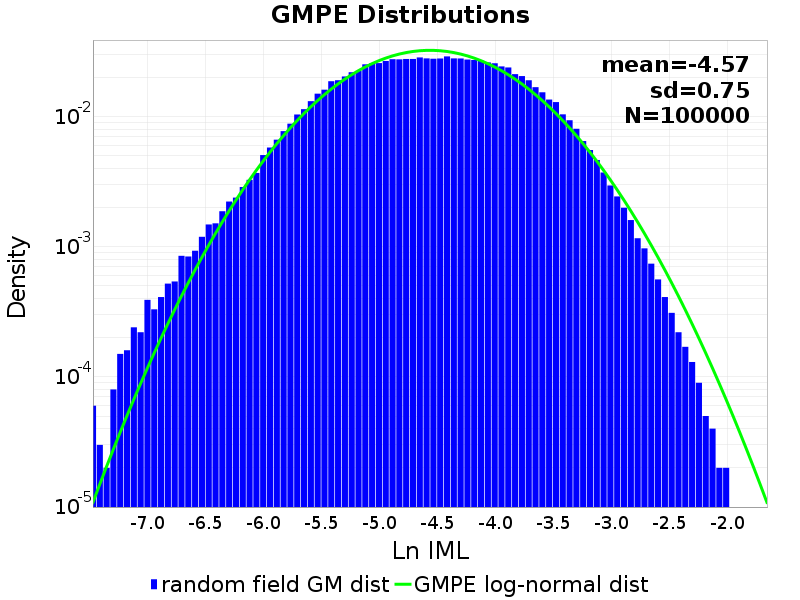 GMPE Distributions
mean=-4.57
sd=0.75
N=100000
Density
10-2
10-3
10-4
10-5
-7.0 -6.5 -6.0 -5.5 -5.0 -4.5 -4.0 -3.5 -3.0 -2.5 -2.0
Ln IML
random field GM dist GMPE log-normal dist